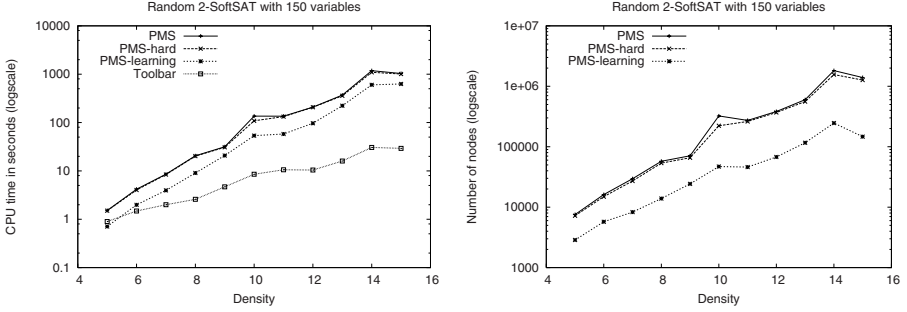 Random 2-SoftSAT with 150 variables
CPU time in seconds (logscale)
10000
1000
100
10
1
0.1
PMS
PMS-hard
PMS-learning
Toolbar
4 6 8 10 12 14 16
Density
Random 2-SoftSAT with 150 variables
Number of nodes (logscale)
1e+07
1e+06
100000
10000
1000
PMS
PMS-hard
PMS-learning
4 6 8 10 12 14 16
Density